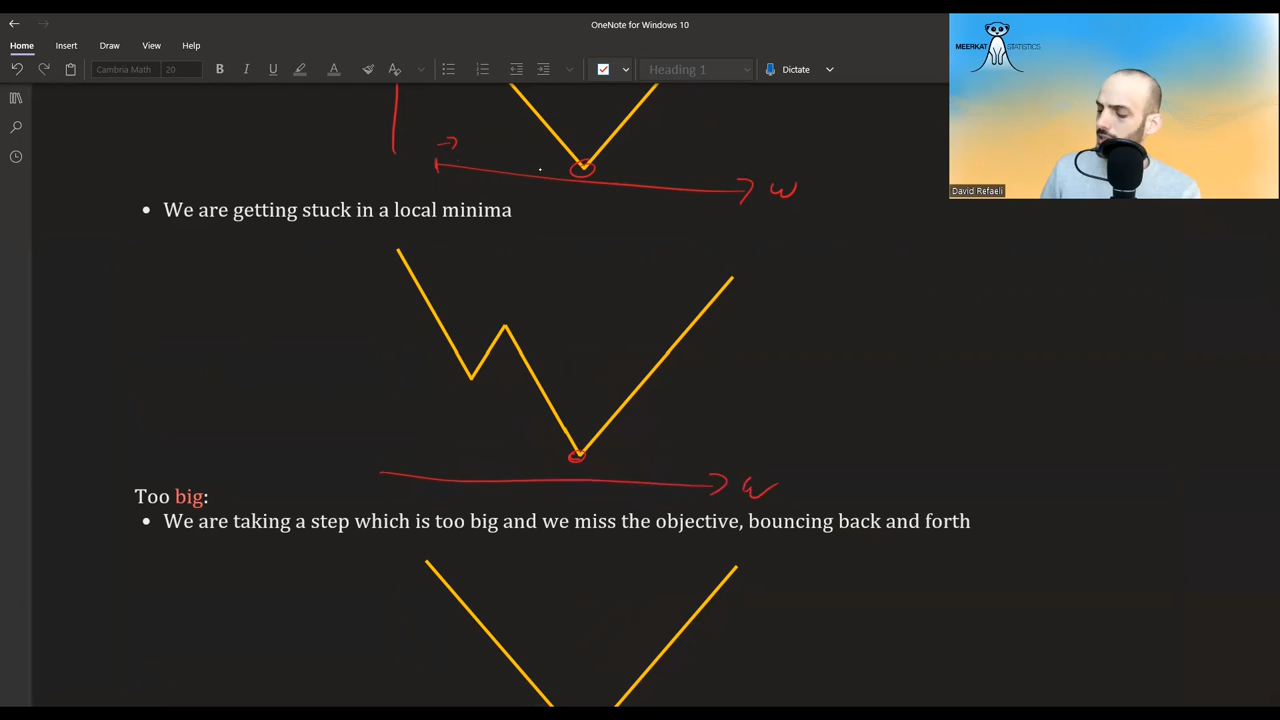 OneNote for Windows 10
Home Insert Draw View Help
Cambria Math 20 B I U A A Heading 1 Dictate
MEERKAT STATISTICS
David Refaeli
w
• We are getting stuck in a local minima
w
Too big:
• We are taking a step which is too big and we miss the objective, bouncing back and forth